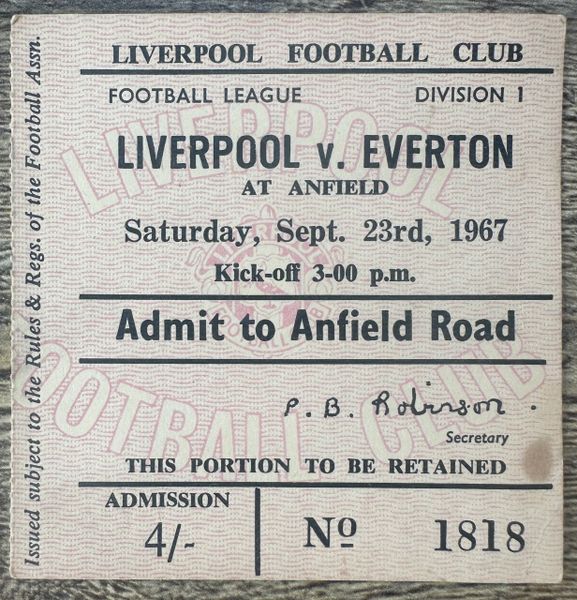 LIVERPOOL FOOTBALL CLUB
FOOTBALL LEAGUE DIVISION 1
LIVERPOOL v. EVERTON
AT ANFIELD
Saturday, Sept. 23rd, 1967
Kick-off 3-00 p.m.
Admit to Anfield Road
P. B. Robinson.
Secretary
THIS PORTION TO BE RETAINED
ADMISSION
4/-
Nº 1818
Issued subject to the Rules & Regs. of the Football Assn.
LIVERPOOL
FOOTBALL CLUB